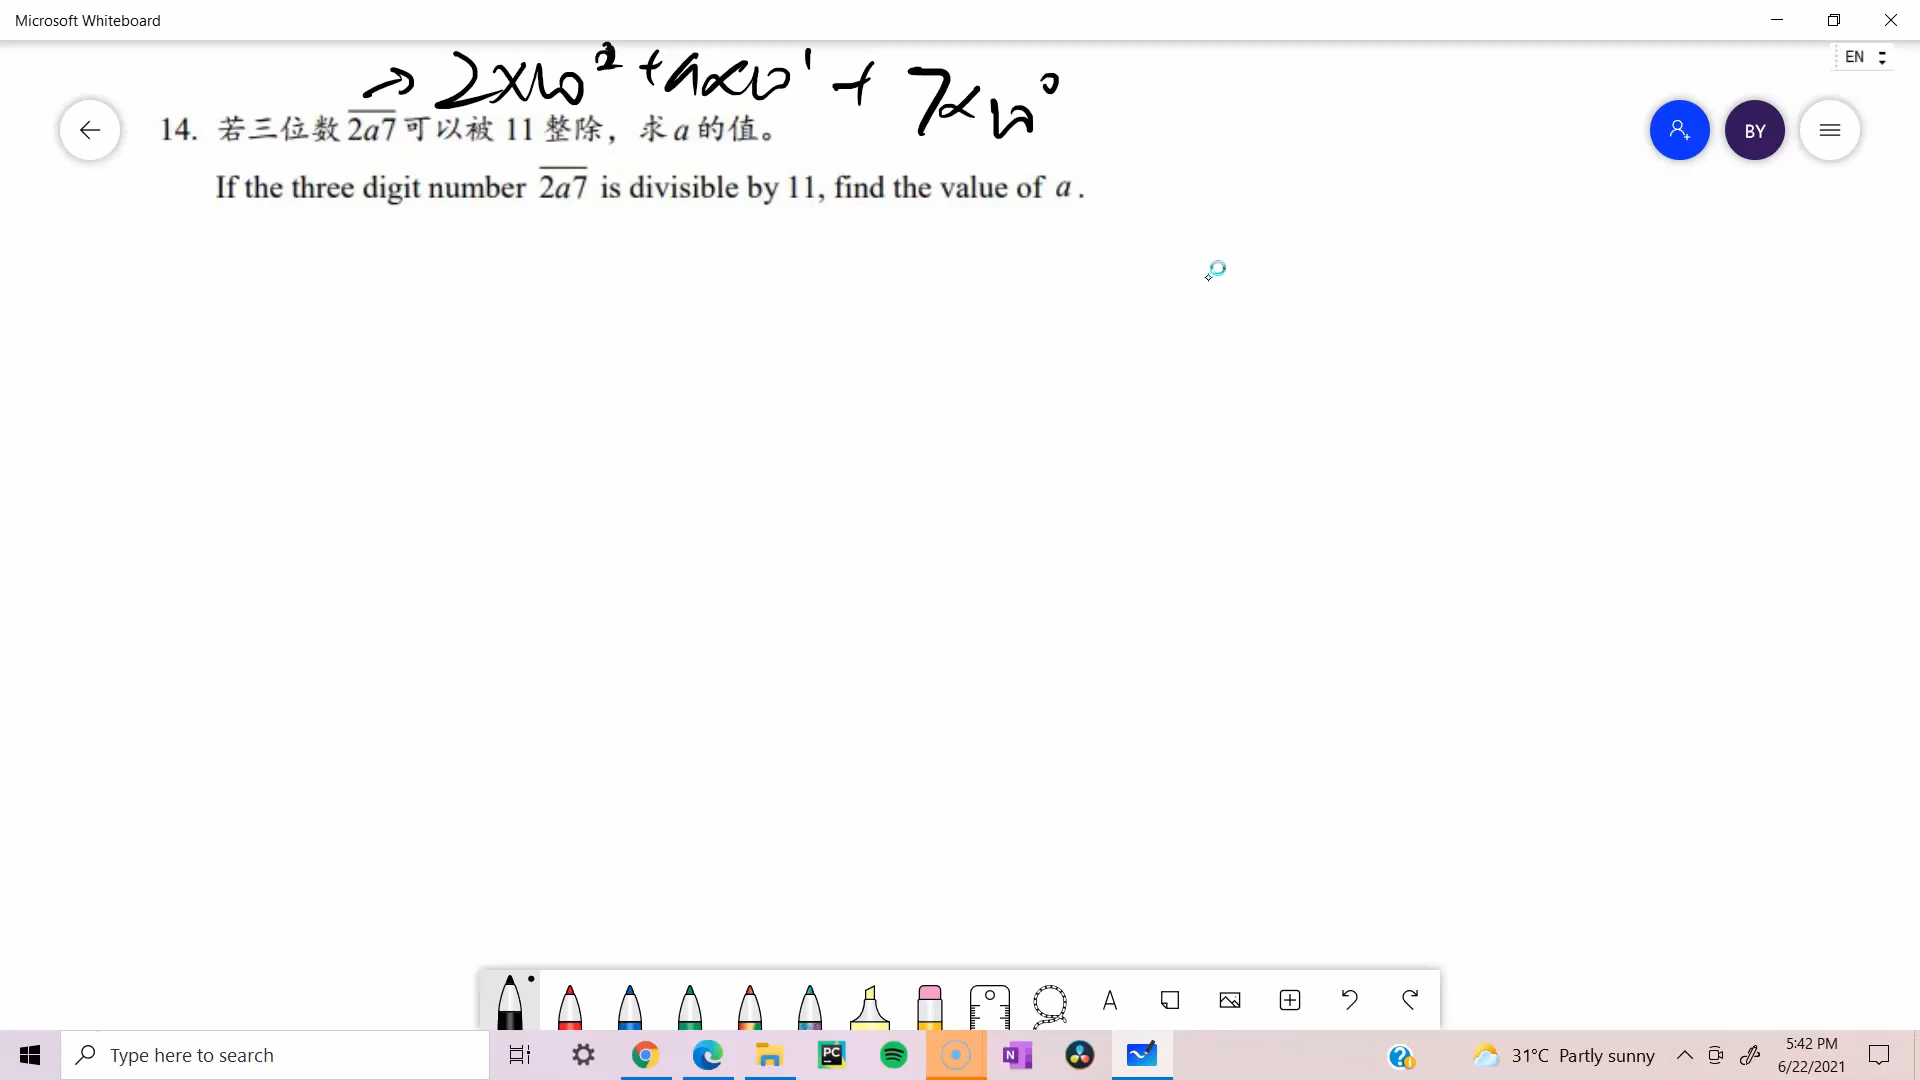 Microsoft Whiteboard
EN
→ 2×10² + a×10¹ + 7×10⁰
14. 若三位数 2a7 可以被 11 整除，求 a 的值。
BY
If the three digit number 2a7 is divisible by 11, find the value of a.
A
Type here to search
PC
N
31°C Partly sunny
5:42 PM
6/22/2021